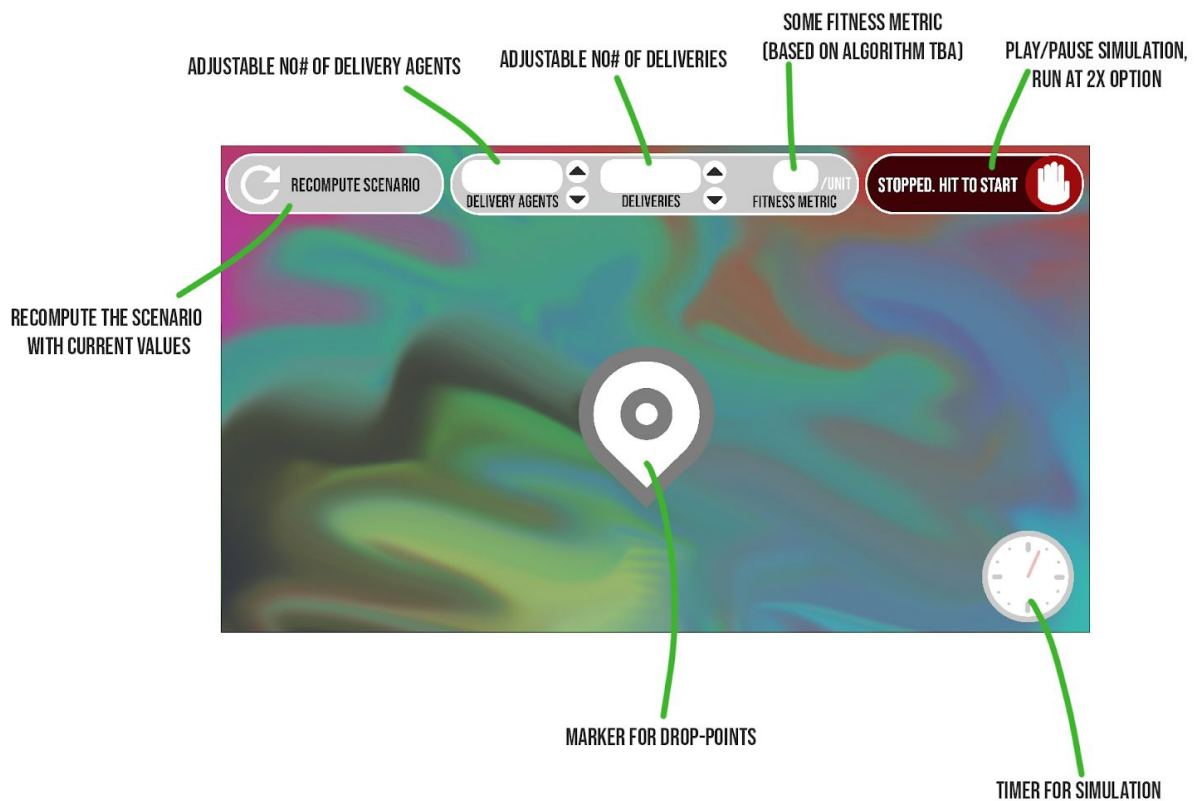 SOME FITNESS METRIC
(BASED ON ALGORITHM TBA)
ADJUSTABLE NO# OF DELIVERY AGENTS
ADJUSTABLE NO# OF DELIVERIES
PLAY/PAUSE SIMULATION,
RUN AT 2X OPTION
RECOMPUTE SCENARIO
DELIVERY AGENTS
DELIVERIES
/UNIT
FITNESS METRIC
STOPPED. HIT TO START
RECOMPUTE THE SCENARIO
WITH CURRENT VALUES
MARKER FOR DROP-POINTS
TIMER FOR SIMULATION